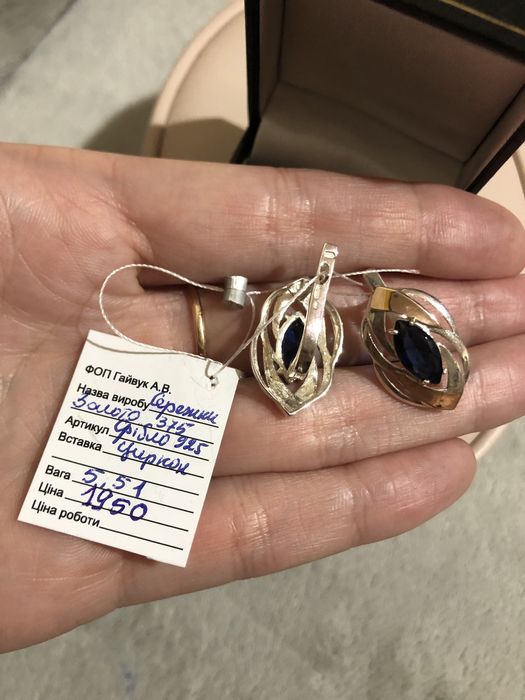 ФОП Гайвук А.В.
Назва виробу Сережки
Золото 375
Артикул срібло 925
Вставка циркон
Вага 5,51
Ціна 1950
Ціна роботи